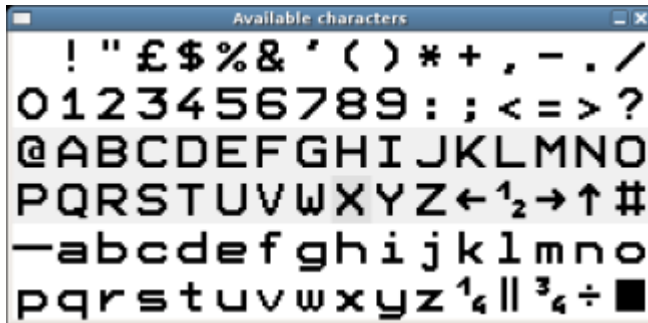 Available characters
! " £ $ % & ' ( ) * + , - . /
0 1 2 3 4 5 6 7 8 9 : ; < = > ?
@ A B C D E F G H I J K L M N O
P Q R S T U V W X Y Z ← ½ → ↑ #
— a b c d e f g h i j k l m n o
p q r s t u v w x y z ¼ ‖ ¾ ÷ ■